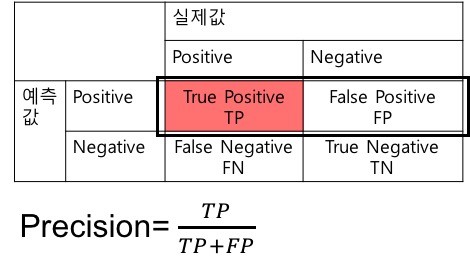 실제값
Positive Negative
예측
값
Positive
True Positive
TP
False Positive
FP
Negative
False Negative
FN
True Negative
TN
Precision= TP
TP+FP